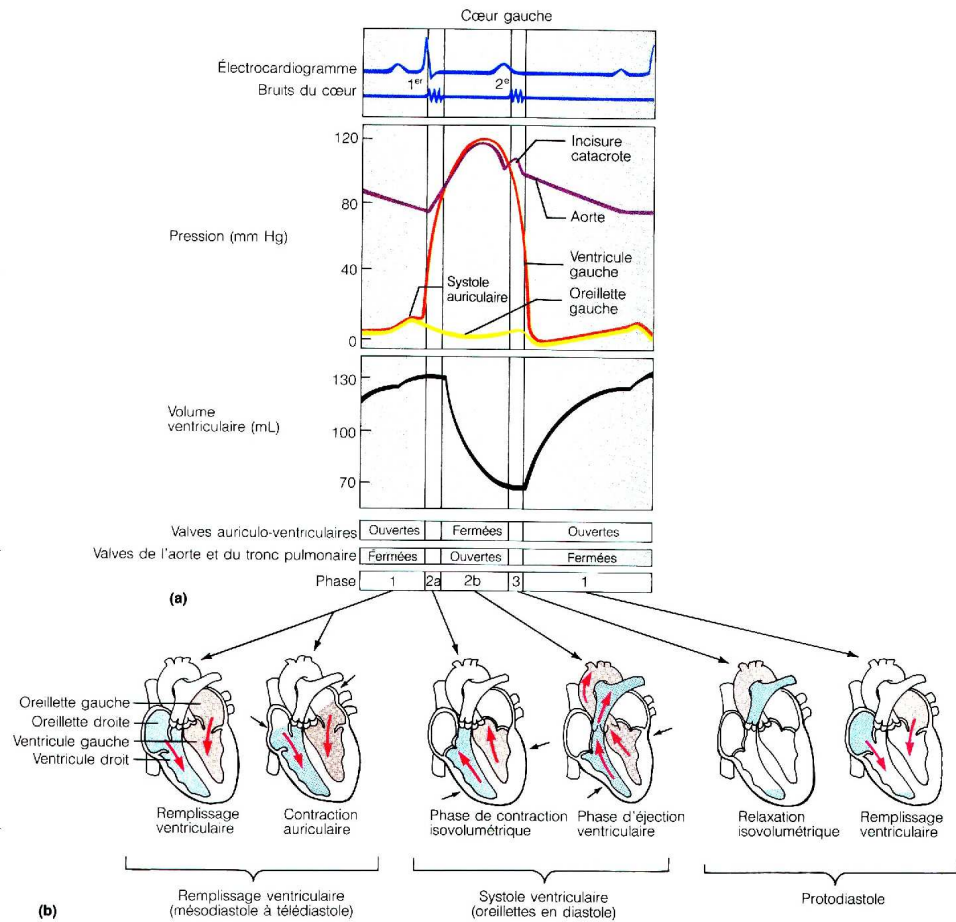 Cœur gauche
Électrocardiogramme
1er
2e
Bruits du cœur
120
Incisure
catacrote
80
Aorte
Pression (mm Hg)
Ventricule
gauche
40
Systole
auriculaire
Oreillette
gauche
0
130
Volume
ventriculaire (mL)
100
70
Valves auriculo-ventriculaires
Ouvertes
Fermées
Ouvertes
Valves de l'aorte et du tronc pulmonaire
Fermées
Ouvertes
Fermées
Phase
1
2a
2b
3
1
(a)
Oreillette gauche
Oreillette droite
Ventricule gauche
Ventricule droit
Remplissage
ventriculaire
Contraction
auriculaire
Phase de contraction
isovolumétrique
Phase d'éjection
ventriculaire
Relaxation
isovolumétrique
Remplissage
ventriculaire
Remplissage ventriculaire
(mésodiastole à télédiastole)
Systole ventriculaire
(oreillettes en diastole)
Protodiastole
(b)